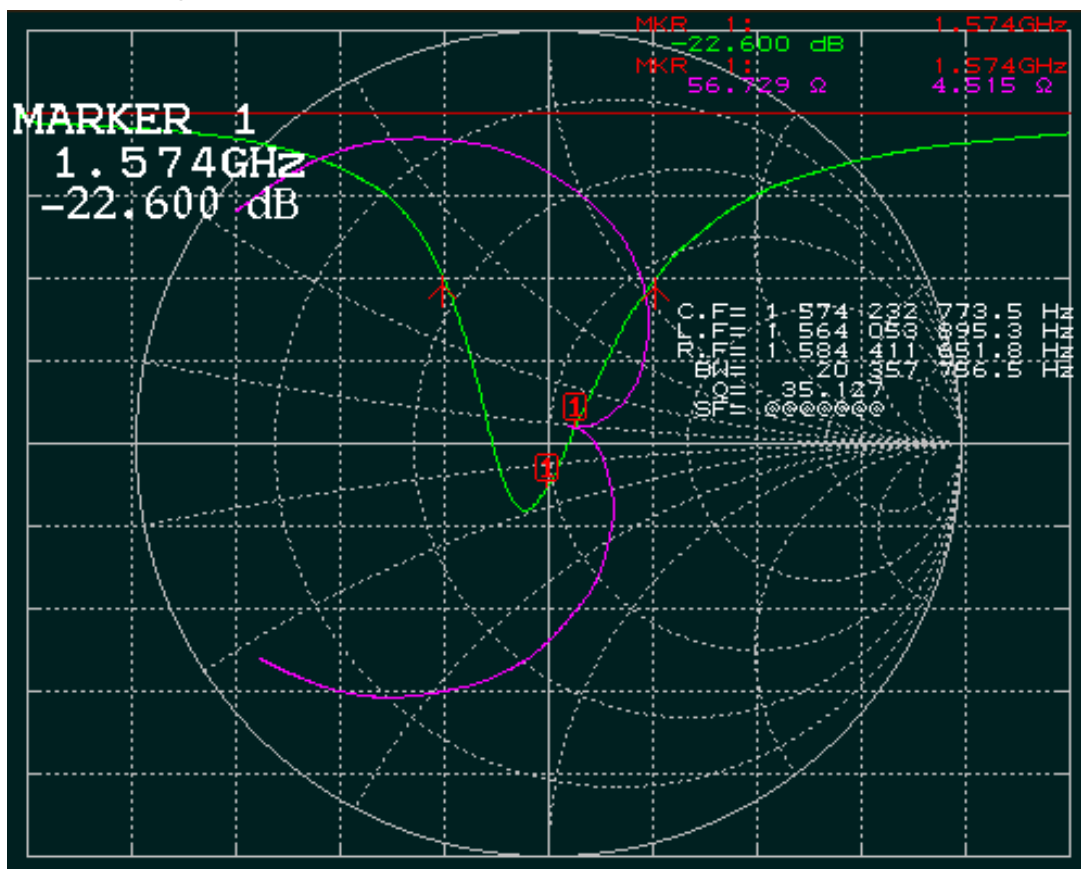 MKR 1: 1.574GHz
-22.600 dB
MKR 1: 1.574GHz
56.729 Ω 4.515 Ω
MARKER 1
1.574GHz
-22.600 dB
C.F= 1 574 232 773.5 Hz
L.F= 1 564 053 895.3 Hz
R.F= 1 584 411 651.8 Hz
BW= 20 357 756.5 Hz
Q= 35.127
SF= @@@@@@@
1
1